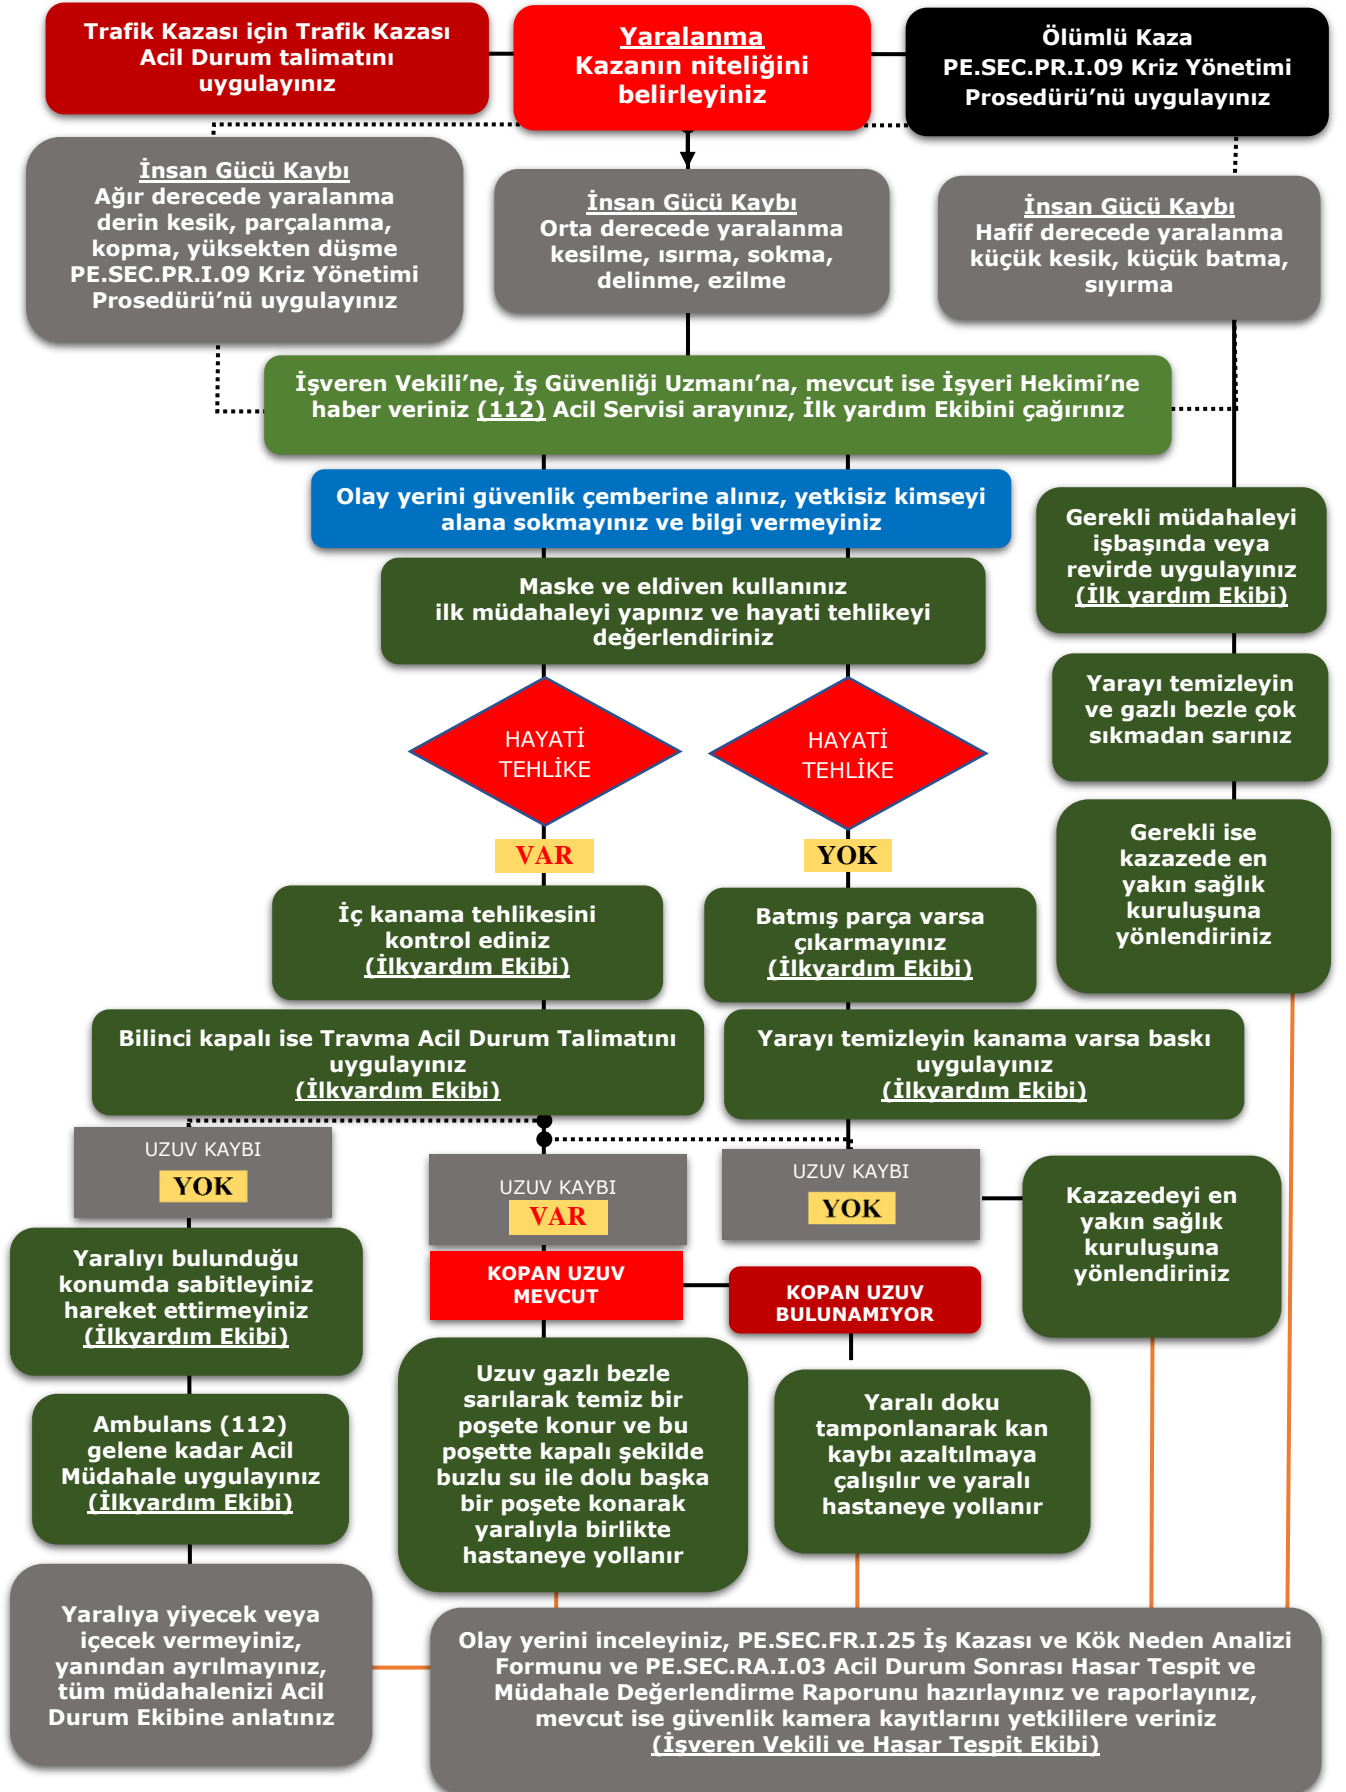 Trafik Kazası için Trafik Kazası
Acil Durum talimatını
uygulayınız
Yaralanma
Kazanın niteliğini
belirleyiniz
Ölümlü Kaza
PE.SEC.PR.I.09 Kriz Yönetimi
Prosedürü’nü uygulayınız
İnsan Gücü Kaybı
Ağır derecede yaralanma
derin kesik, parçalanma,
kopma, yüksekten düşme
PE.SEC.PR.I.09 Kriz Yönetimi
Prosedürü’nü uygulayınız
İnsan Gücü Kaybı
Orta derecede yaralanma
kesilme, ısırma, sokma,
delinme, ezilme
İnsan Gücü Kaybı
Hafif derecede yaralanma
küçük kesik, küçük batma,
sıyırma
İşveren Vekili’ne, İş Güvenliği Uzmanı’na, mevcut ise İşyeri Hekimi’ne
haber veriniz (112) Acil Servisi arayınız, İlk yardım Ekibini çağırınız
Olay yerini güvenlik çemberine alınız, yetkisiz kimseyi
alana sokmayınız ve bilgi vermeyiniz
Maske ve eldiven kullanınız
ilk müdahaleyi yapınız ve hayati tehlikeyi
değerlendiriniz
Gerekli müdahaleyi
işbaşında veya
revirde uygulayınız
(İlk yardım Ekibi)
Yarayı temizleyin
ve gazlı bezle çok
sıkmadan sarınız
Gerekli ise
kazazede en
yakın sağlık
kuruluşuna
yönlendiriniz
HAYATİ
TEHLİKE
VAR
HAYATİ
TEHLİKE
YOK
İç kanama tehlikesini
kontrol ediniz
(İlkyardım Ekibi)
Batmış parça varsa
çıkarmayınız
(İlkyardım Ekibi)
Bilinci kapalı ise Travma Acil Durum Talimatını
uygulayınız
(İlkyardım Ekibi)
Yarayı temizleyin kanama varsa baskı
uygulayınız
(İlkyardım Ekibi)
UZUV KAYBI
YOK
UZUV KAYBI
VAR
UZUV KAYBI
YOK
Kazazedeyi en
yakın sağlık
kuruluşuna
yönlendiriniz
Yaralıyı bulunduğu
konumda sabitleyiniz
hareket ettirmeyiniz
(İlkyardım Ekibi)
KOPAN UZUV
MEVCUT
KOPAN UZUV
BULUNAMIYOR
Ambulans (112)
gelene kadar Acil
Müdahale uygulayınız
(İlkyardım Ekibi)
Uzuv gazlı bezle
sarılarak temiz bir
poşete konur ve bu
poşette kapalı şekilde
buzlu su ile dolu başka
bir poşete konarak
yaralıyla birlikte
hastaneye yollanır
Yaralı doku
tamponlanarak kan
kaybı azaltılmaya
çalışılır ve yaralı
hastaneye yollanır
Yaralıya yiyecek veya
içecek vermeyiniz,
yanından ayrılmayınız,
tüm müdahalenizi Acil
Durum Ekibine anlatınız
Olay yerini inceleyiniz, PE.SEC.FR.I.25 İş Kazası ve Kök Neden Analizi
Formunu ve PE.SEC.RA.I.03 Acil Durum Sonrası Hasar Tespit ve
Müdahale Değerlendirme Raporunu hazırlayınız ve raporlayınız,
mevcut ise güvenlik kamera kayıtlarını yetkililere veriniz
(İşveren Vekili ve Hasar Tespit Ekibi)